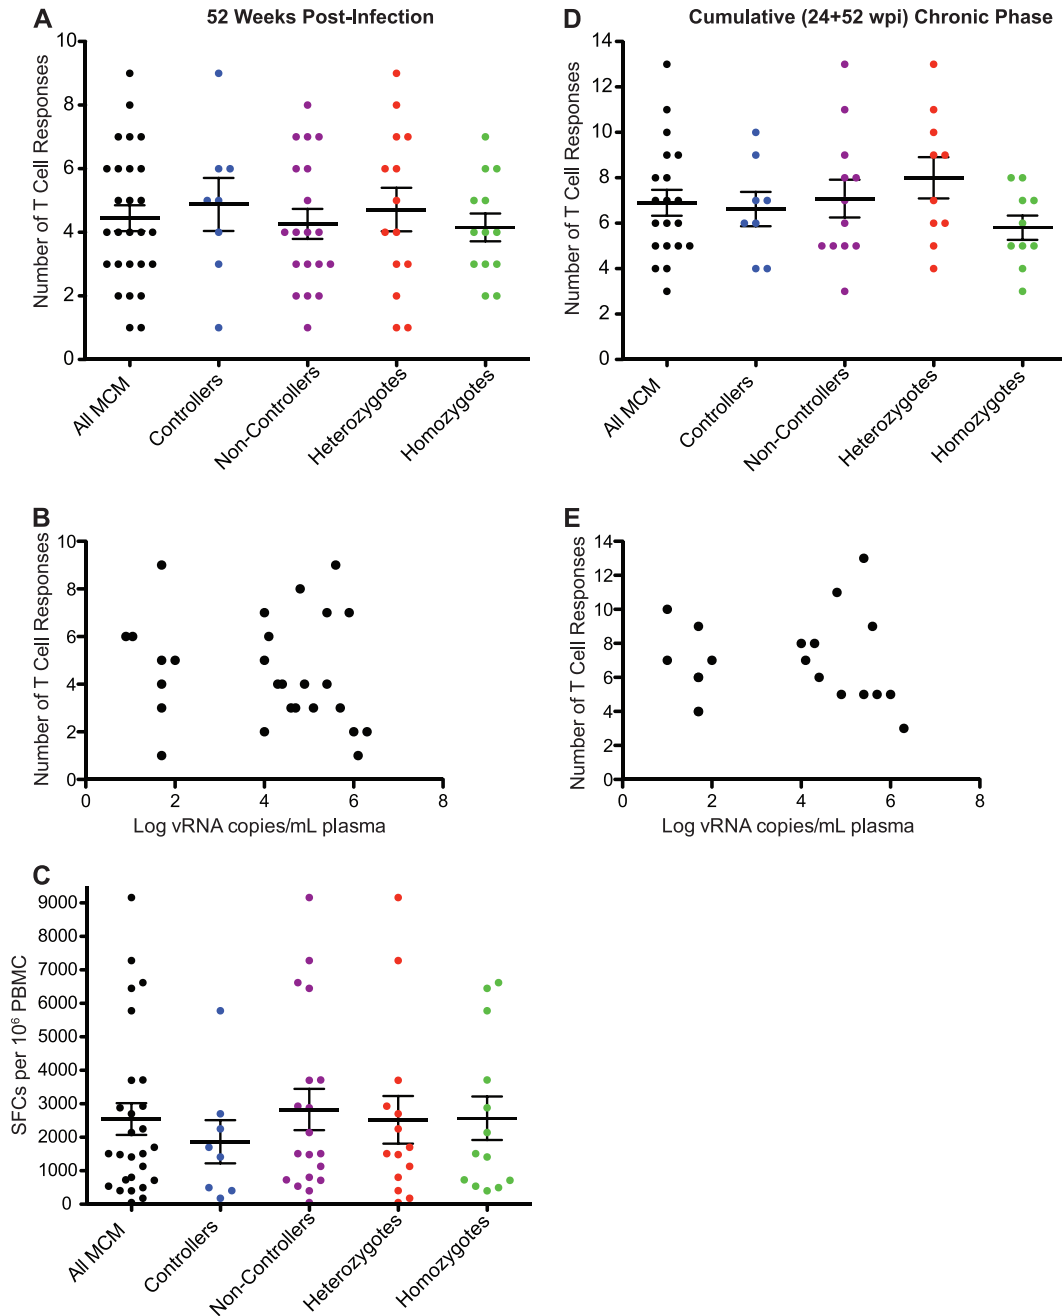 A
52 Weeks Post-Infection
10
8
6
4
2
0
Number of T Cell Responses
All MCM
Controllers
Non-Controllers
Heterozygotes
Homozygotes
D
Cumulative (24+52 wpi) Chronic Phase
14
12
10
8
6
4
2
0
Number of T Cell Responses
All MCM
Controllers
Non-Controllers
Heterozygotes
Homozygotes
B
10
8
6
4
2
0
Number of T Cell Responses
0 2 4 6 8
Log vRNA copies/mL plasma
E
14
12
10
8
6
4
2
0
Number of T Cell Responses
0 2 4 6 8
Log vRNA copies/mL plasma
C
9000
8000
7000
6000
5000
4000
3000
2000
1000
0
SFCs per 10⁶ PBMC
All MCM
Controllers
Non-Controllers
Heterozygotes
Homozygotes